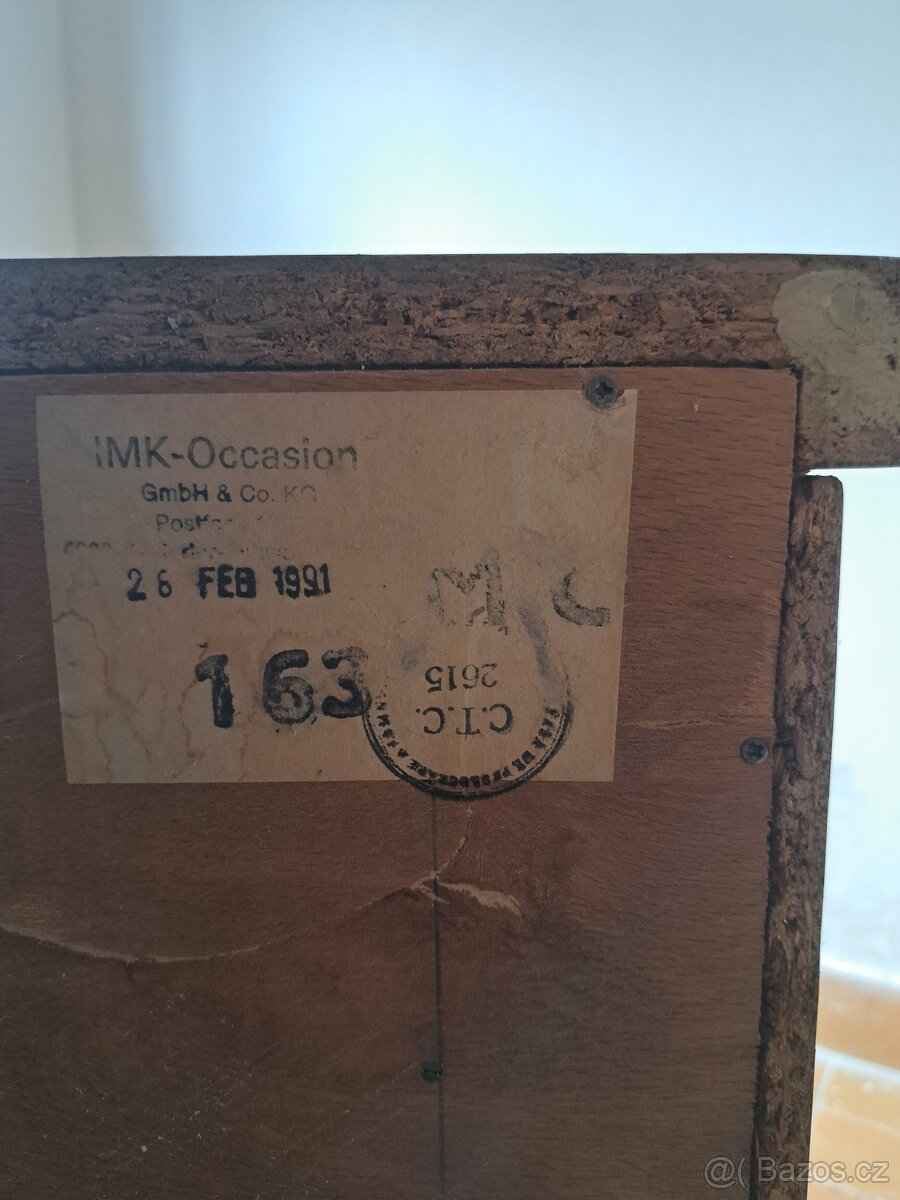 IMK-Occasion
GmbH & Co. KG
26 FEB 1991
M C
163
C.T.C.
2615
@( Bazos.cz